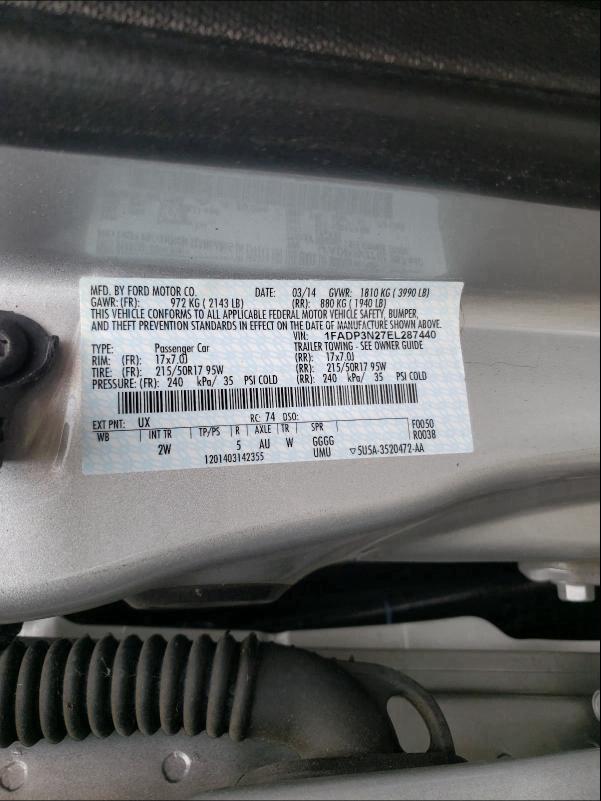 MFD. BY FORD MOTOR CO. DATE: 03/14 GVWR: 1810 KG ( 3990 LB)
GAWR: (FR): 972 KG ( 2143 LB) (RR): 880 KG ( 1940 LB)
THIS VEHICLE CONFORMS TO ALL APPLICABLE FEDERAL MOTOR VEHICLE SAFETY, BUMPER,
AND THEFT PREVENTION STANDARDS IN EFFECT ON THE DATE OF MANUFACTURE SHOWN ABOVE.
VIN: 1FADP3N27EL287440
TYPE: Passenger Car TRAILER TOWING - SEE OWNER GUIDE
RIM: (FR): 17x7.0J (RR): 17x7.0J
TIRE: (FR): 215/50R17 95W (RR): 215/50R17 95W
PRESSURE: (FR): 240 kPa/ 35 PSI COLD (RR): 240 kPa/ 35 PSI COLD
EXT PNT: UX RC: 74 DSO:
WB INT TR TP/PS R AXLE TR SPR F0050
2W 5 AU W GGGG R0038
1201403142355 UMU ▽5U5A-3520472-AA